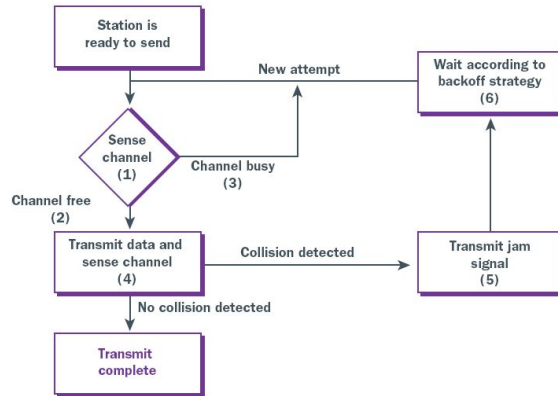 Station is
ready to send
New attempt
Wait according to
backoff strategy
(6)
Sense
channel
(1)
Channel busy
(3)
Channel free
(2)
Transmit data and
sense channel
(4)
Collision detected
Transmit jam
signal
(5)
No collision detected
Transmit
complete